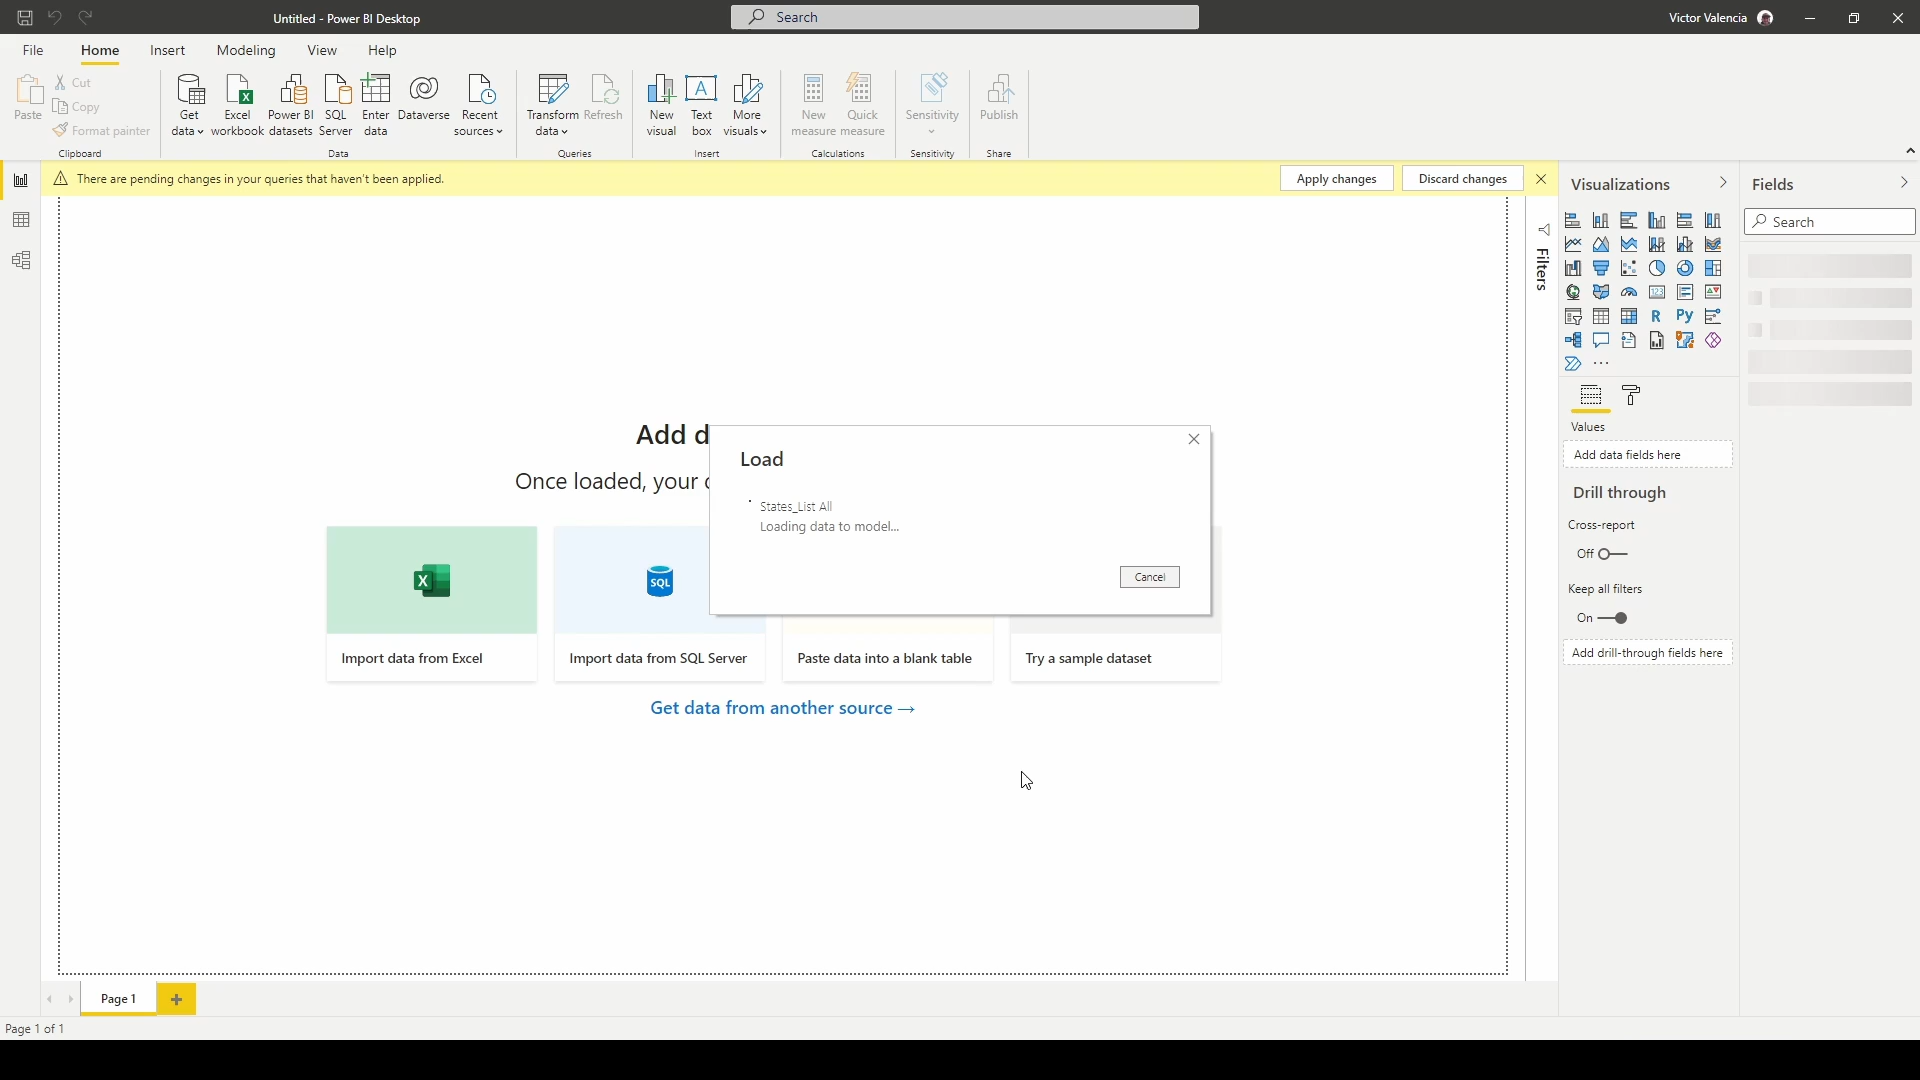 Untitled - Power BI Desktop
Search
Victor Valencia
File
Home
Insert
Modeling
View
Help
Paste
Cut
Copy
Format painter
Clipboard
Get data
Excel workbook
Power BI datasets
SQL Server
Enter data
Dataverse
Recent sources
Data
Transform data
Refresh
Queries
New visual
A
Text box
More visuals
Insert
New measure
Quick measure
Calculations
Sensitivity
Sensitivity
Publish
Share
There are pending changes in your queries that haven't been applied.
Apply changes
Discard changes
Filters
Visualizations
123
R
Py
Values
Add data fields here
Drill through
Cross-report
Off
Keep all filters
On
Add drill-through fields here
Fields
Search
Add d
Once loaded, your
Load
States_List All
Loading data to model...
Cancel
X
SQL
Import data from Excel
Import data from SQL Server
Paste data into a blank table
Try a sample dataset
Get data from another source →
Page 1
Page 1 of 1